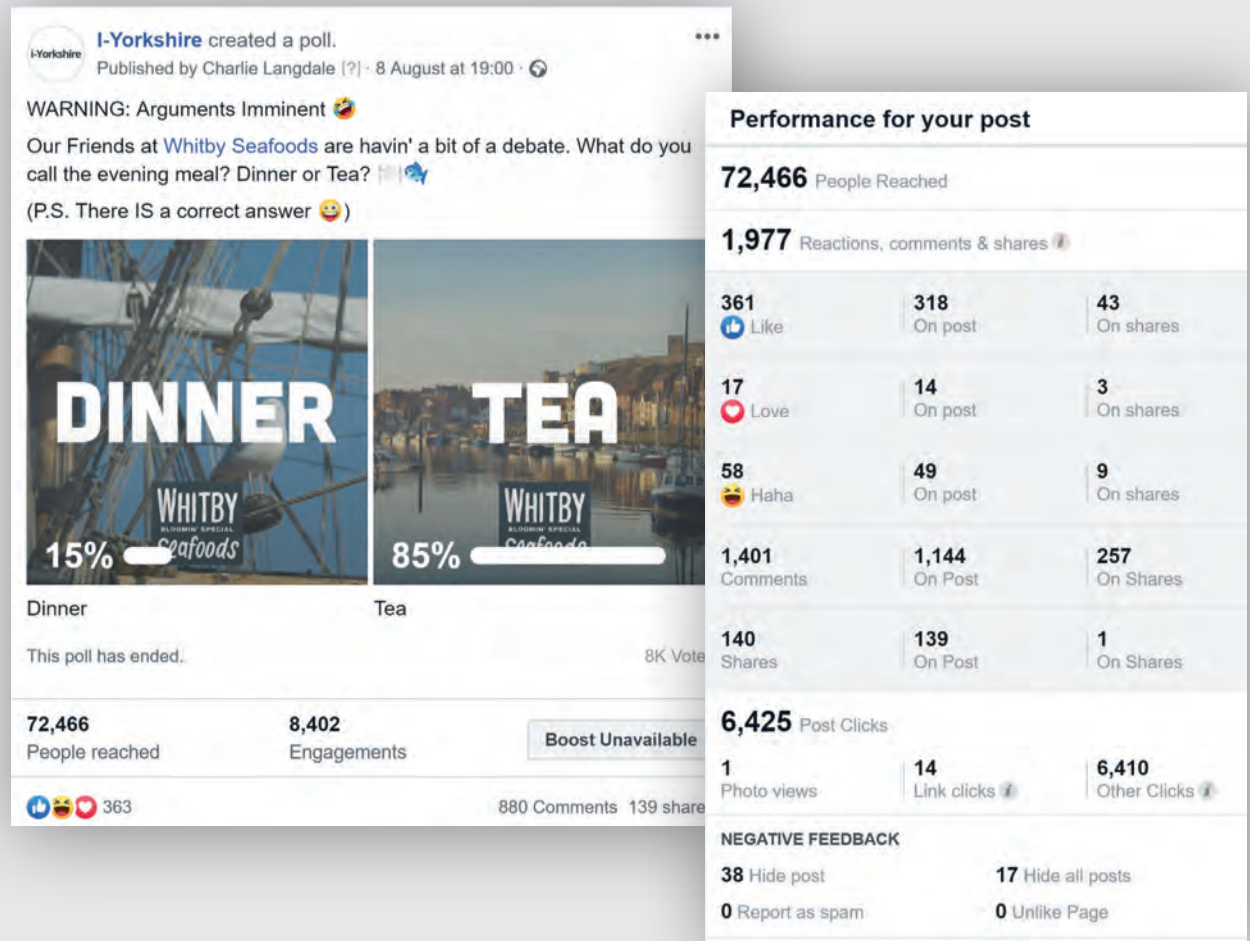 i-Yorkshire
I-Yorkshire created a poll.
Published by Charlie Langdale [?] · 8 August at 19:00 ·
WARNING: Arguments Imminent 🤣
Our Friends at Whitby Seafoods are havin' a bit of a debate. What do you
call the evening meal? Dinner or Tea? 🍽️🐟
(P.S. There IS a correct answer 😀)
DINNER
WHITBY
BLOOMIN' SPECIAL
Seafoods
15%
TEA
WHITBY
BLOOMIN' SPECIAL
Seafoods
85%
Dinner
Tea
This poll has ended.
8K Vote
72,466
People reached
8,402
Engagements
Boost Unavailable
363
880 Comments 139 share
Performance for your post
72,466 People Reached
1,977 Reactions, comments & shares
361
Like
318
On post
43
On shares
17
Love
14
On post
3
On shares
58
Haha
49
On post
9
On shares
1,401
Comments
1,144
On Post
257
On Shares
140
Shares
139
On Post
1
On Shares
6,425 Post Clicks
1
Photo views
14
Link clicks
6,410
Other Clicks
NEGATIVE FEEDBACK
38 Hide post
17 Hide all posts
0 Report as spam
0 Unlike Page